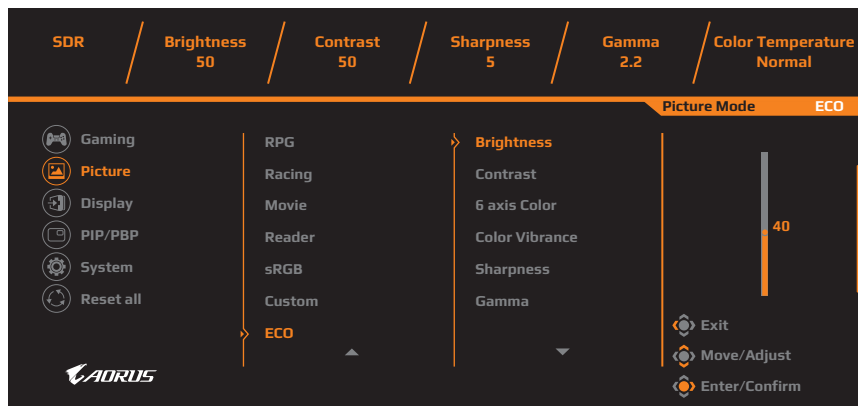 SDR
Brightness
50
Contrast
50
Sharpness
5
Gamma
2.2
Color Temperature
Normal
Picture Mode ECO
Gaming
Picture
Display
PIP/PBP
System
Reset all
RPG
Racing
Movie
Reader
sRGB
Custom
ECO
Brightness
Contrast
6 axis Color
Color Vibrance
Sharpness
Gamma
40
Exit
Move/Adjust
Enter/Confirm
AORUS